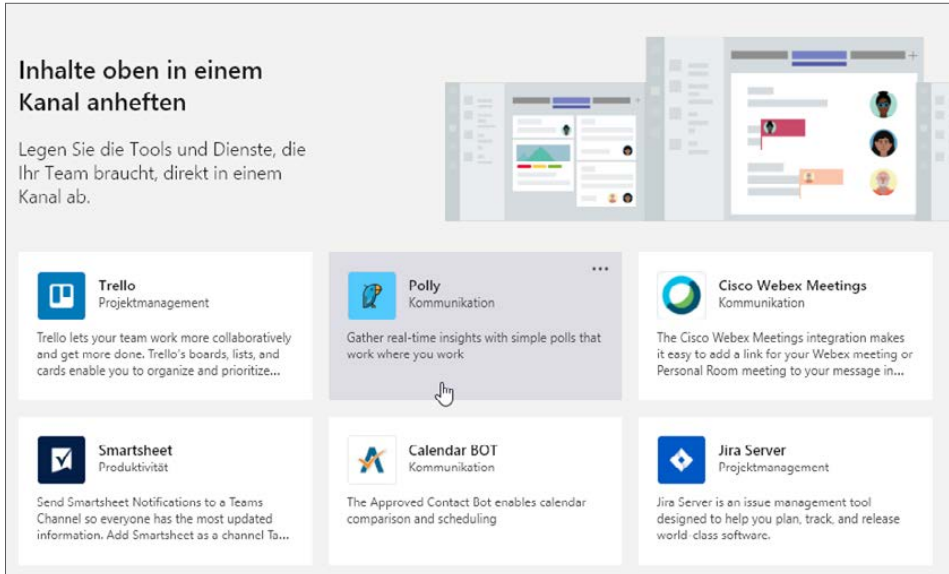 Inhalte oben in einem
Kanal anheften
Legen Sie die Tools und Dienste, die
Ihr Team braucht, direkt in einem
Kanal ab.
Trello
Projektmanagement
Trello lets your team work more collaboratively
and get more done. Trello's boards, lists, and
cards enable you to organize and prioritize...
Polly
Kommunikation
Gather real-time insights with simple polls that
work where you work
Cisco Webex Meetings
Kommunikation
The Cisco Webex Meetings integration makes
it easy to add a link for your Webex meeting or
Personal Room meeting to your message in...
Smartsheet
Produktivität
Send Smartsheet Notifications to a Teams
Channel so everyone has the most updated
information. Add Smartsheet as a channel Ta...
Calendar BOT
Kommunikation
The Approved Contact Bot enables calendar
comparison and scheduling
Jira Server
Projektmanagement
Jira Server is an issue management tool
designed to help you plan, track, and release
world-class software.